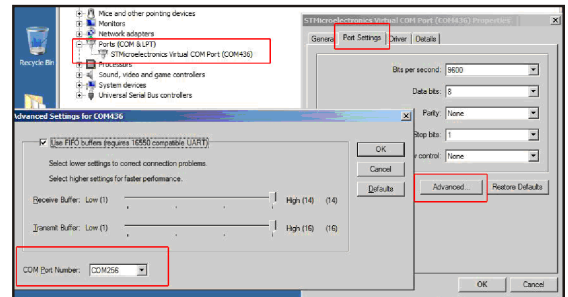 Mice and other pointing devices
Monitors
Network adapters
Ports (COM & LPT)
STMicroelectronics Virtual COM Port (COM436)
Processors
Sound, video and game controllers
System devices
Universal Serial Bus controllers
Recycle Bin
STMicroelectronics Virtual COM Port (COM436) Properties
General
Port Settings
Driver
Details
Bits per second: 9600
Data bits: 8
Parity: None
Stop bits: 1
control: None
Advanced...
Restore Defaults
OK
Cancel
Advanced Settings for COM436
Use FIFO buffers (requires 16550 compatible UART)
Select lower settings to correct connection problems.
Select higher settings for faster performance.
Receive Buffer: Low (1) High (14) (14)
Transmit Buffer: Low (1) High (16) (16)
COM Port Number: COM256
OK
Cancel
Defaults